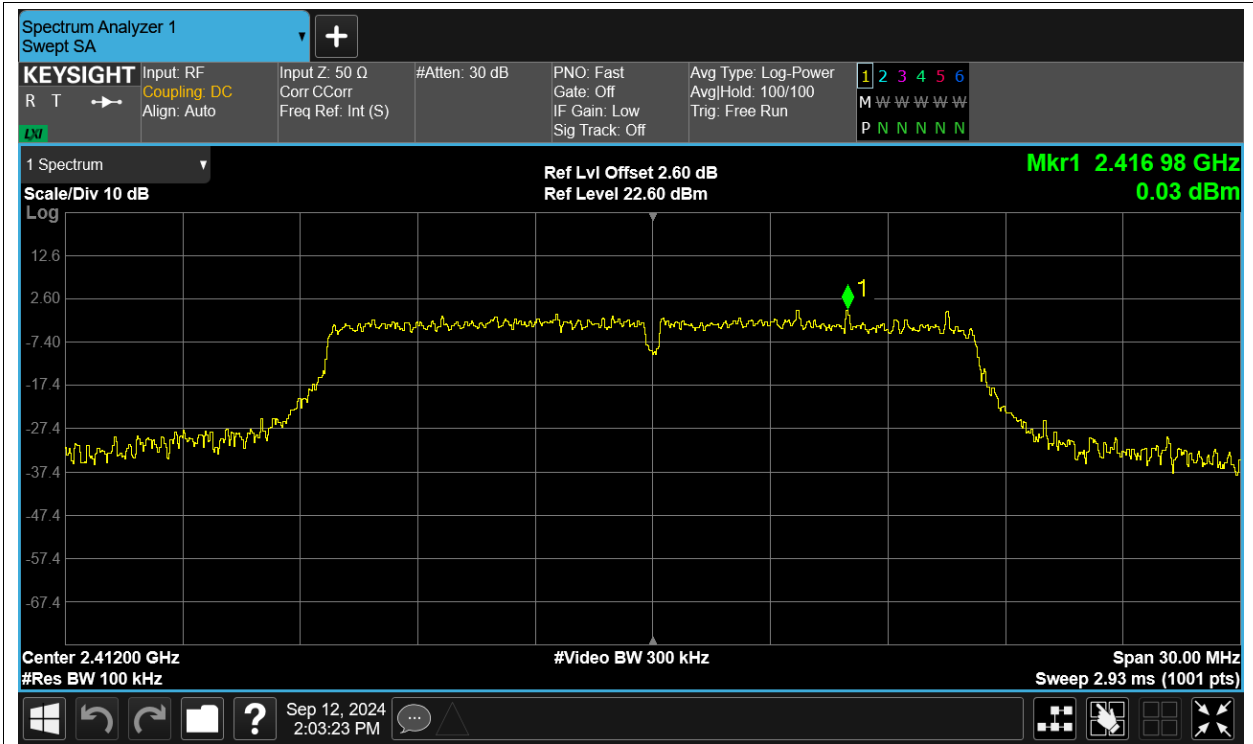 Spectrum Analyzer 1
Swept SA
KEYSIGHT
R T
LXI
Input: RF
Coupling: DC
Align: Auto
Input Z: 50 Ω
Corr CCorr
Freq Ref: Int (S)
#Atten: 30 dB
PNO: Fast
Gate: Off
IF Gain: Low
Sig Track: Off
Avg Type: Log-Power
Avg|Hold: 100/100
Trig: Free Run
1 2 3 4 5 6
M W W W W W
P N N N N N
1 Spectrum
Scale/Div 10 dB
Log
Ref Lvl Offset 2.60 dB
Ref Level 22.60 dBm
Mkr1 2.416 98 GHz
0.03 dBm
12.6
2.60
-7.40
-17.4
-27.4
-37.4
-47.4
-57.4
-67.4
1
Center 2.41200 GHz
#Video BW 300 kHz
Span 30.00 MHz
#Res BW 100 kHz
Sweep 2.93 ms (1001 pts)
?
Sep 12, 2024
2:03:23 PM